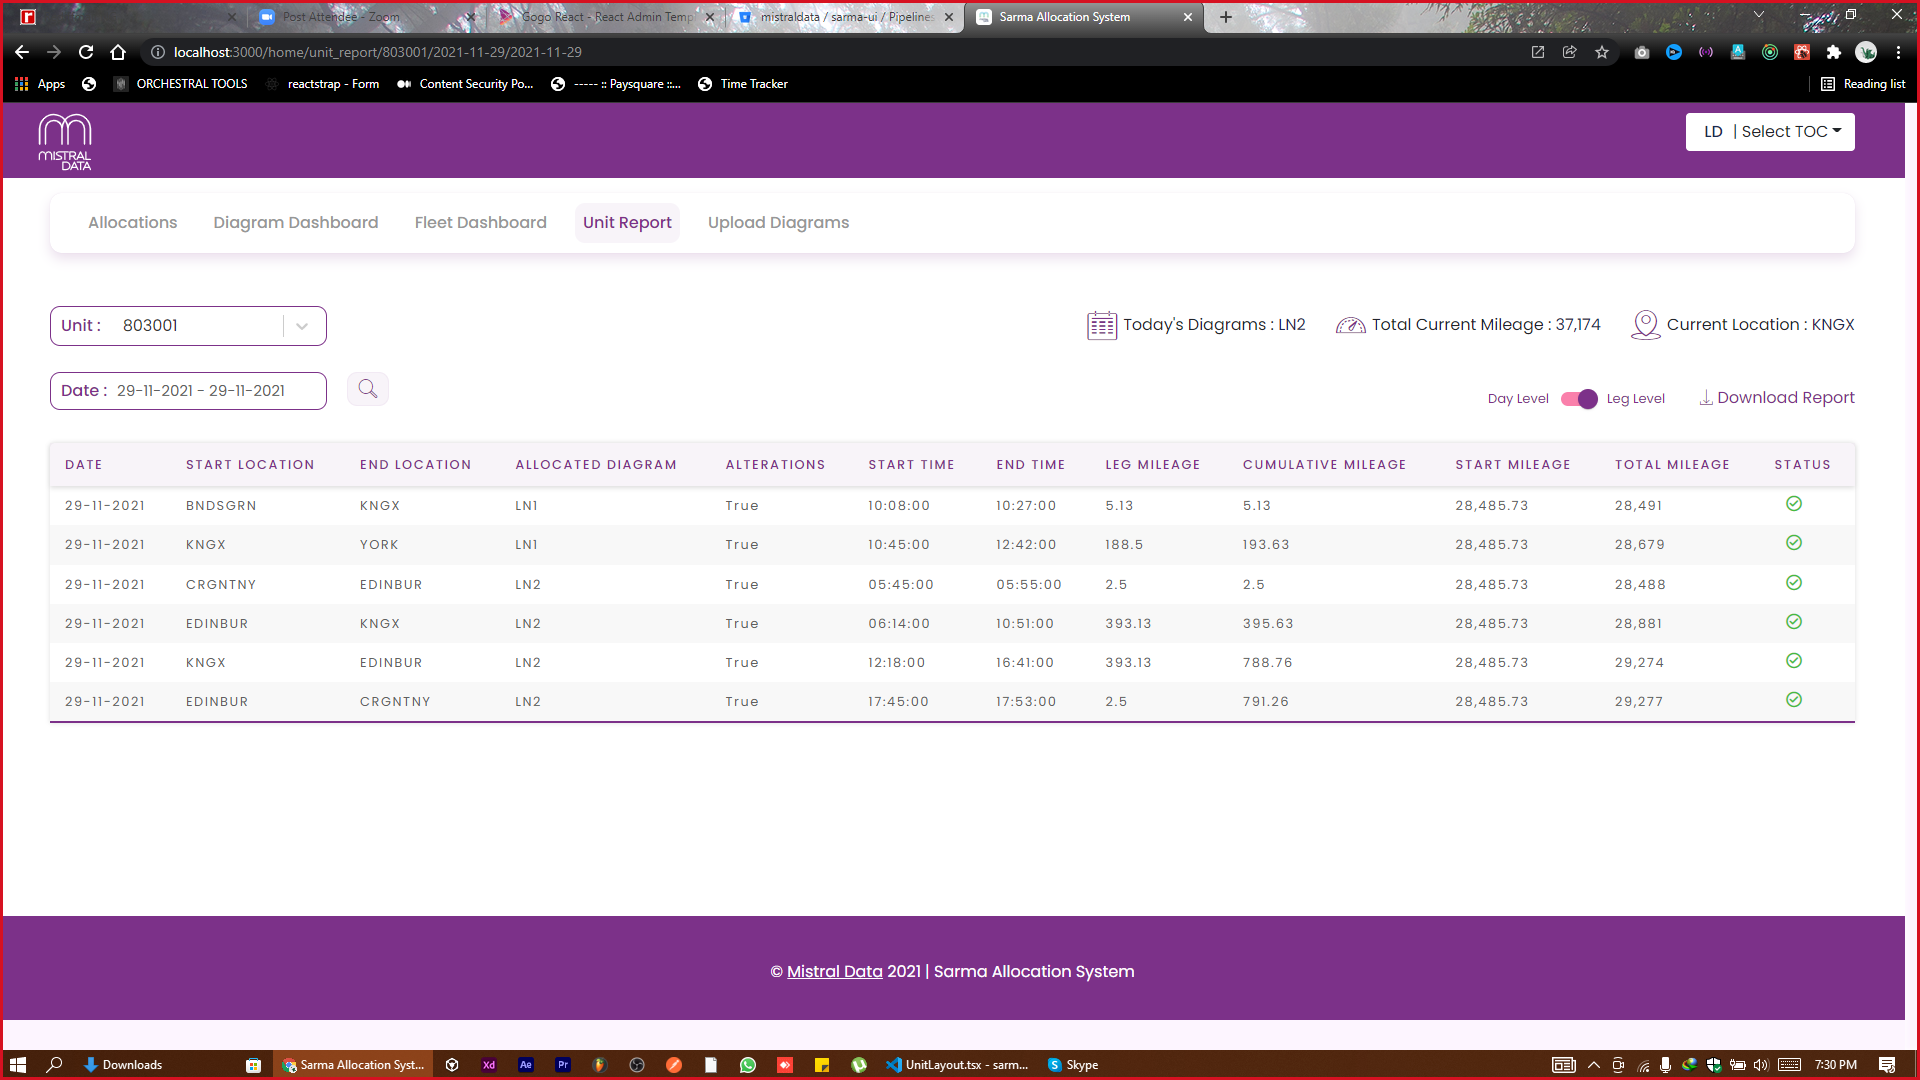 Post Attendee - Zoom
Gogo React - React Admin Temp
mistraldata / sarma-ui / Pipelines
Sarma Allocation System
localhost:3000/home/unit_report/803001/2021-11-29/2021-11-29
Apps
ORCHESTRAL TOOLS
reactstrap - Form
Content Security Po...
----- :: Paysquare ::...
Time Tracker
Reading list
MISTRAL
DATA
LD | Select TOC
Allocations Diagram Dashboard Fleet Dashboard Unit Report Upload Diagrams
Unit : 803001
Today's Diagrams : LN2 Total Current Mileage : 37,174 Current Location : KNGX
Date : 29-11-2021 - 29-11-2021
Day Level Leg Level Download Report
DATE START LOCATION END LOCATION ALLOCATED DIAGRAM ALTERATIONS START TIME END TIME LEG MILEAGE CUMULATIVE MILEAGE START MILEAGE TOTAL MILEAGE STATUS
29-11-2021 BNDSGRN KNGX LN1 True 10:08:00 10:27:00 5.13 5.13 28,485.73 28,491
29-11-2021 KNGX YORK LN1 True 10:45:00 12:42:00 188.5 193.63 28,485.73 28,679
29-11-2021 CRGNTNY EDINBUR LN2 True 05:45:00 05:55:00 2.5 2.5 28,485.73 28,488
29-11-2021 EDINBUR KNGX LN2 True 06:14:00 10:51:00 393.13 395.63 28,485.73 28,881
29-11-2021 KNGX EDINBUR LN2 True 12:18:00 16:41:00 393.13 788.76 28,485.73 29,274
29-11-2021 EDINBUR CRGNTNY LN2 True 17:45:00 17:53:00 2.5 791.26 28,485.73 29,277
© Mistral Data 2021 | Sarma Allocation System
Downloads
Sarma Allocation Syst...
Xd
Ae
Pr
UnitLayout.tsx - sarm...
Skype
7:30 PM